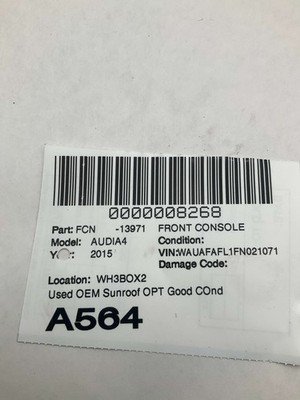 0000008268
Part: FCN -13971 FRONT CONSOLE
Model: AUDIA4 Condition:
2015 VIN:WAUAFAFL1FN021071
Damage Code:
Location: WH3BOX2
Used OEM Sunroof OPT Good COnd
A564